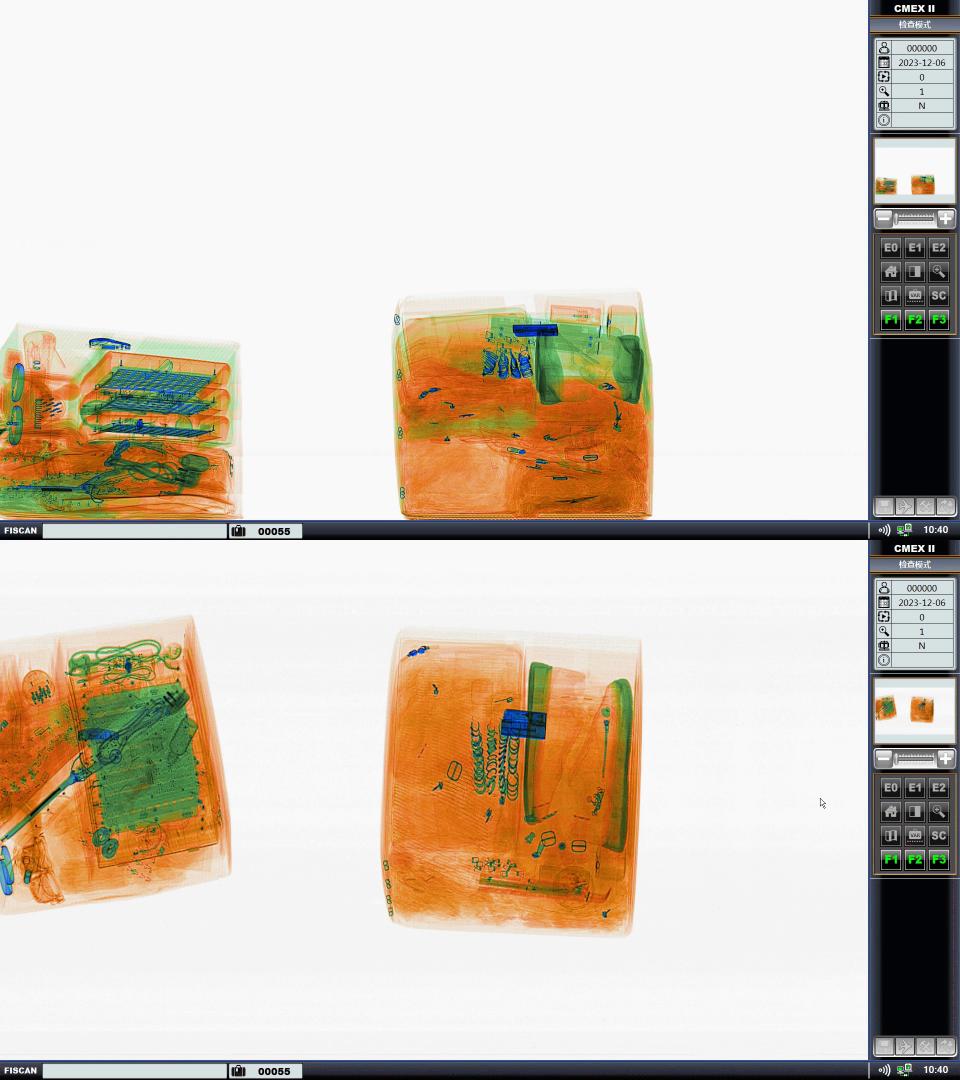 CMEX II
检查模式
000000
2023-12-06
0
1
N
E0 E1 E2
VAR SC
F1 F2 F3
FISCAN 00055 10:40
CMEX II
检查模式
000000
2023-12-06
0
1
N
E0 E1 E2
VAR SC
F1 F2 F3
FISCAN 00055 10:40